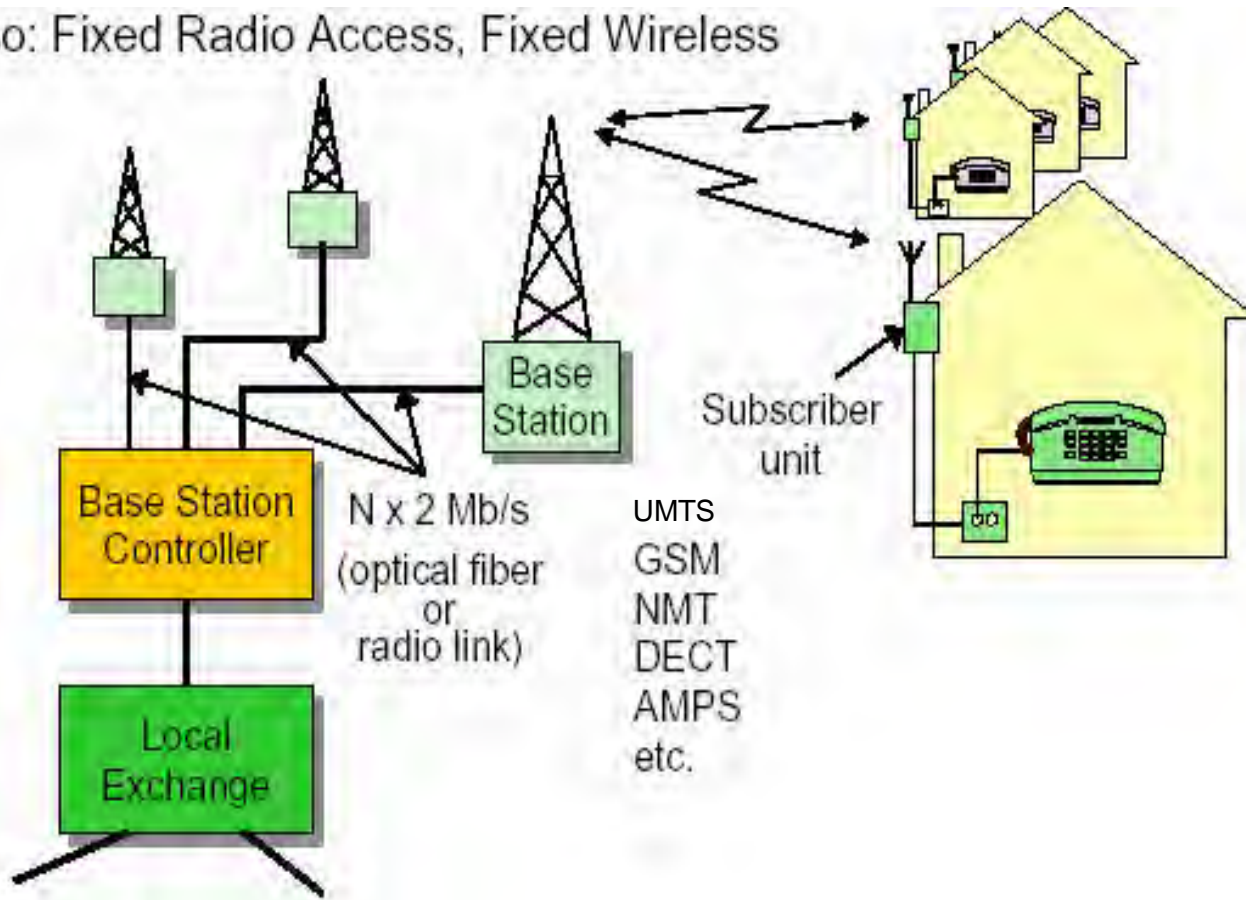 o: Fixed Radio Access, Fixed Wireless
Base
Station
Subscriber
unit
Base Station
Controller
N x 2 Mb/s
(optical fiber
or
radio link)
UMTS
GSM
NMT
DECT
AMPS
etc.
Local
Exchange